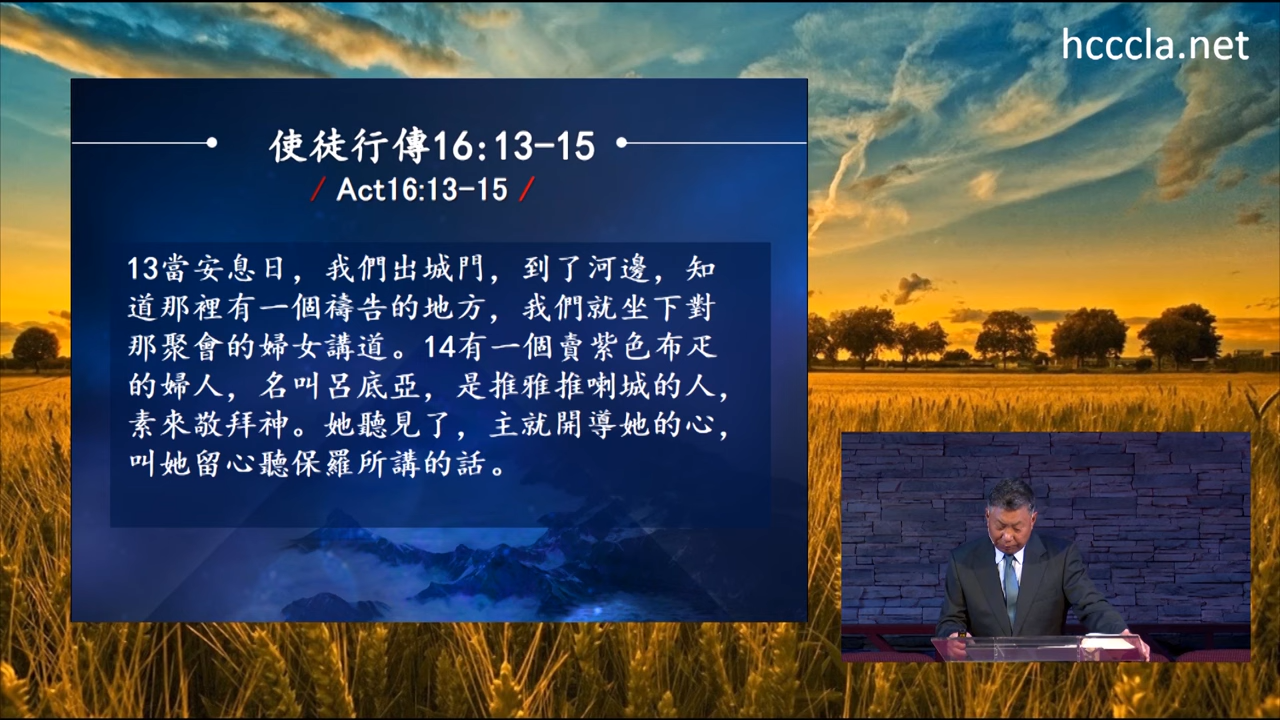 hcccla.net
使徒行傳16:13-15
/ Act16:13-15 /
13當安息日，我們出城門，到了河邊，知
道那裡有一個禱告的地方，我們就坐下對
那聚會的婦女講道。14有一個賣紫色布疋
的婦人，名叫呂底亞，是推雅推喇城的人，
素來敬拜神。她聽見了，主就開導她的心，
叫她留心聽保羅所講的話。